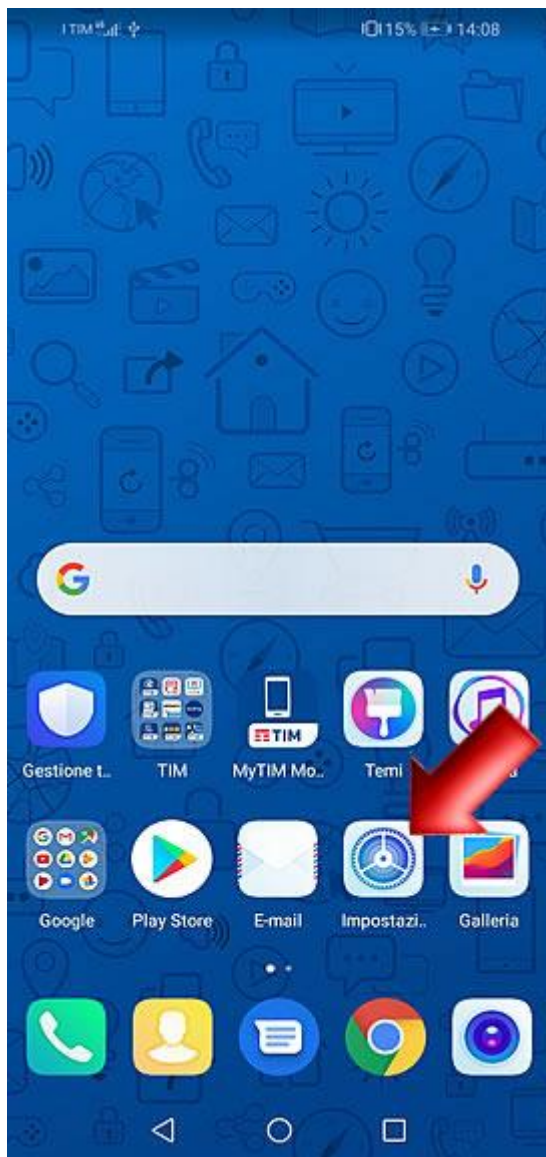 TIM 15% 14:08
TIM
Gestione t.. TIM MyTIM Mo.. Temi
Google Play Store E-mail Impostazi.. Galleria